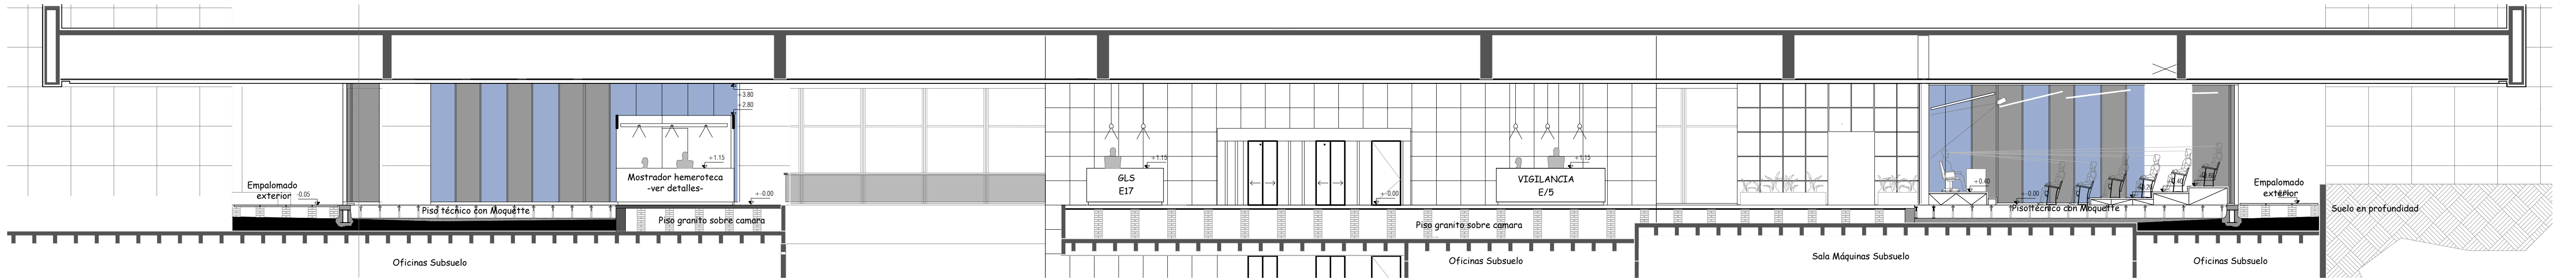 +3.80
+2.80
+1.15
Mostrador hemeroteca
-ver detalles-
Empalomado
exterior
-0.05
+-0.00
Piso técnico con Moquette
Piso granito sobre camara
Oficinas Subsuelo
GLS
E17
+1.15
+-0.00
VIGILANCIA
E/5
+1.15
Piso granito sobre camara
Oficinas Subsuelo
Sala Máquinas Subsuelo
+0.40
+-0.00
Piso técnico con Moquette
Empalomado
exterior
Oficinas Subsuelo
Suelo en profundidad